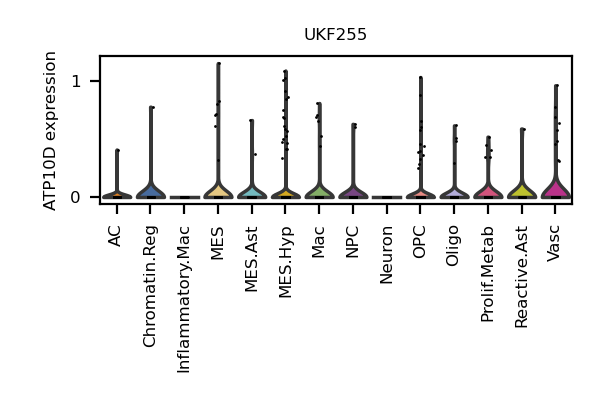 UKF255
ATP10D expression
1
0
AC
Chromatin.Reg
Inflammatory.Mac
MES
MES.Ast
MES.Hyp
Mac
NPC
Neuron
OPC
Oligo
Prolif.Metab
Reactive.Ast
Vasc